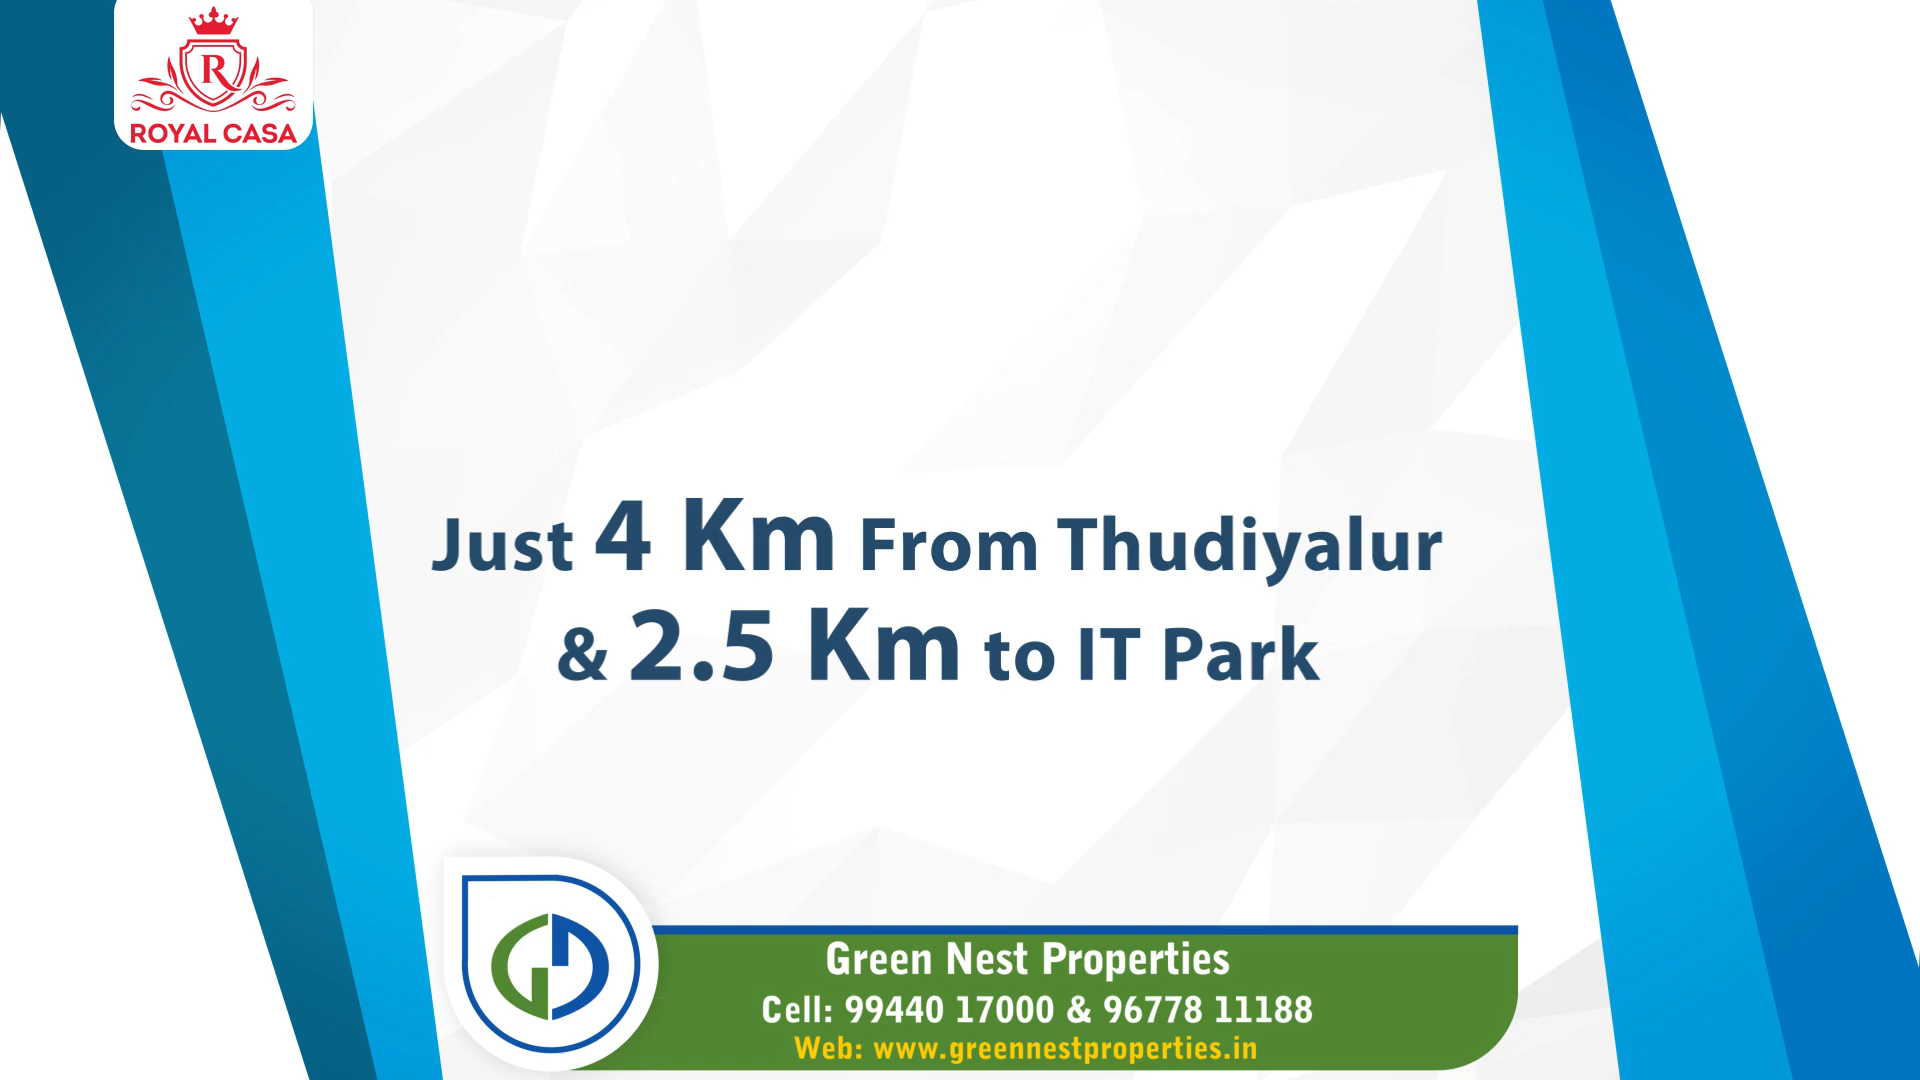 R
ROYAL CASA
Just 4 Km From Thudiyalur
& 2.5 Km to IT Park
Green Nest Properties
Cell: 99440 17000 & 96778 11188
Web: www.greennestproperties.in